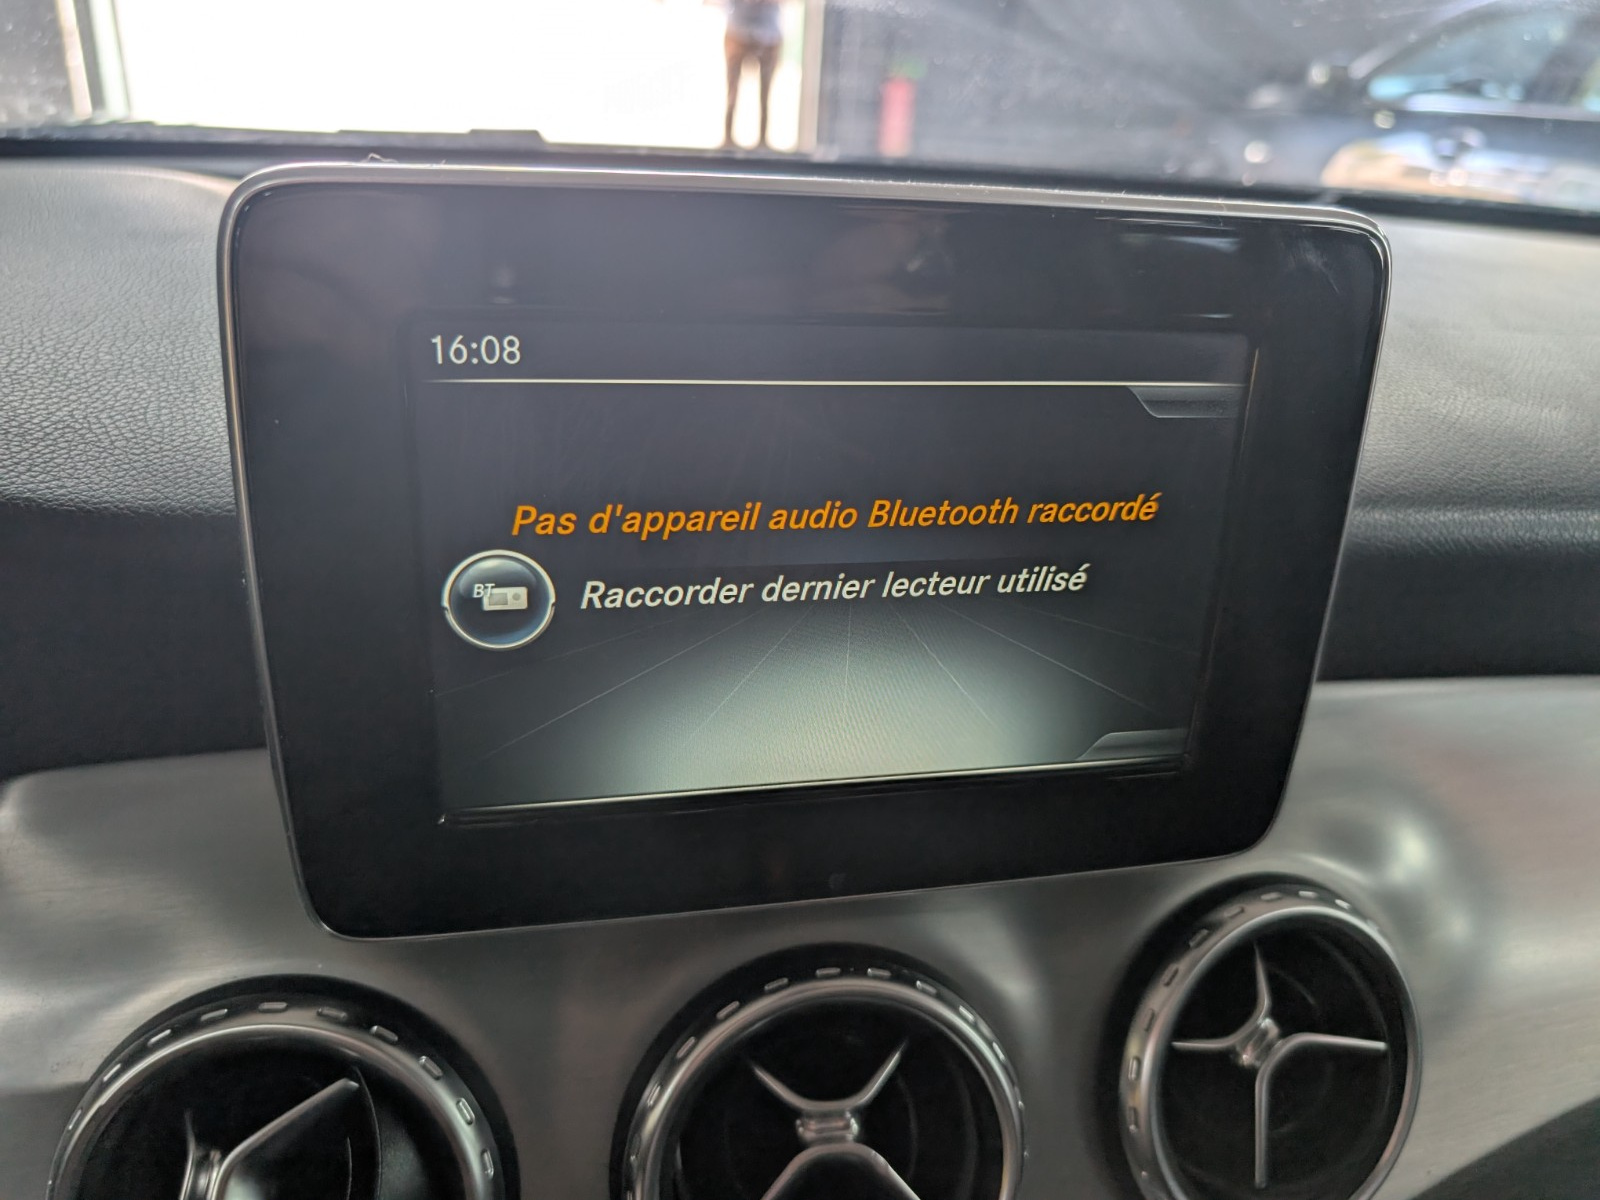 16:08
Pas d'appareil audio Bluetooth raccordé
BT
Raccorder dernier lecteur utilisé